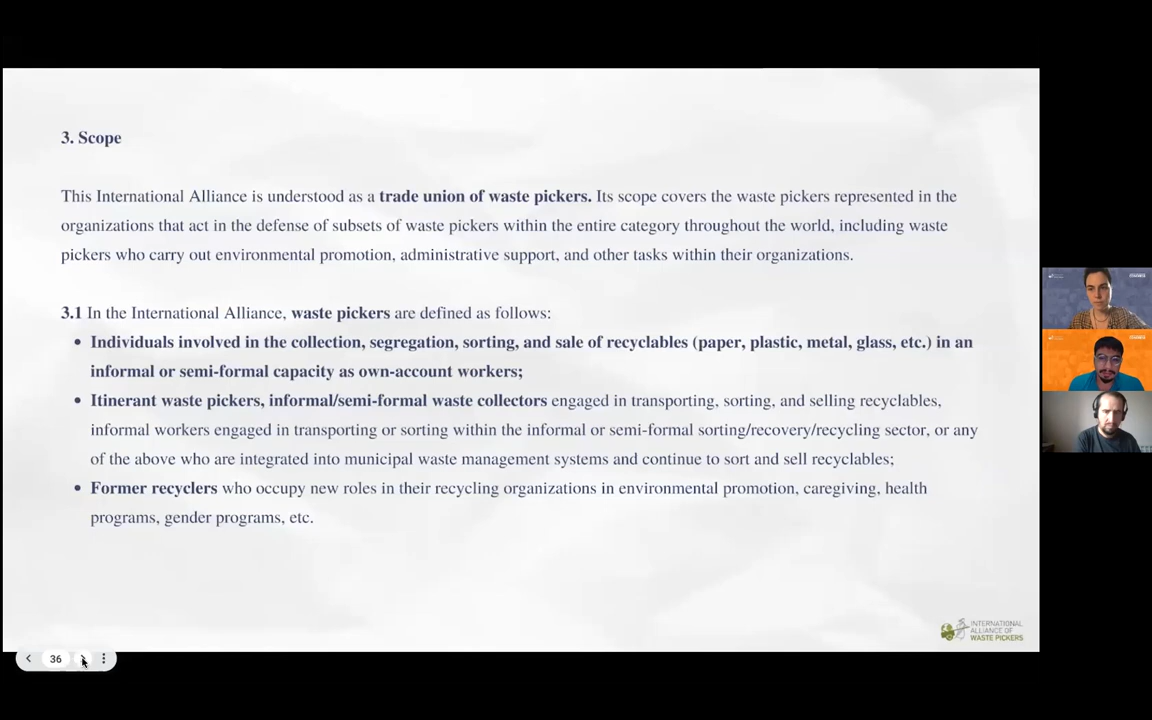 3. Scope
This International Alliance is understood as a trade union of waste pickers. Its scope covers the waste pickers represented in the
organizations that act in the defense of subsets of waste pickers within the entire category throughout the world, including waste
pickers who carry out environmental promotion, administrative support, and other tasks within their organizations.
3.1 In the International Alliance, waste pickers are defined as follows:
• Individuals involved in the collection, segregation, sorting, and sale of recyclables (paper, plastic, metal, glass, etc.) in an
informal or semi-formal capacity as own-account workers;
• Itinerant waste pickers, informal/semi-formal waste collectors engaged in transporting, sorting, and selling recyclables,
informal workers engaged in transporting or sorting within the informal or semi-formal sorting/recovery/recycling sector, or any
of the above who are integrated into municipal waste management systems and continue to sort and sell recyclables;
• Former recyclers who occupy new roles in their recycling organizations in environmental promotion, caregiving, health
programs, gender programs, etc.
INTERNATIONAL
ALLIANCE OF
WASTE PICKERS
36